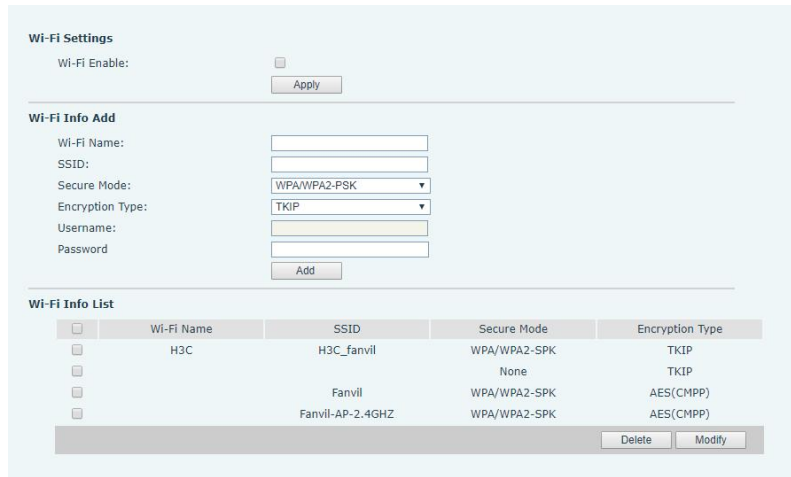 Wi-Fi Settings
Wi-Fi Enable:
Apply
Wi-Fi Info Add
Wi-Fi Name:
SSID:
Secure Mode: WPA/WPA2-PSK
Encryption Type: TKIP
Username:
Password
Add
Wi-Fi Info List
Wi-Fi Name SSID Secure Mode Encryption Type
H3C H3C_fanvil WPA/WPA2-SPK TKIP
None TKIP
Fanvil WPA/WPA2-SPK AES(CMPP)
Fanvil-AP-2.4GHZ WPA/WPA2-SPK AES(CMPP)
Delete Modify